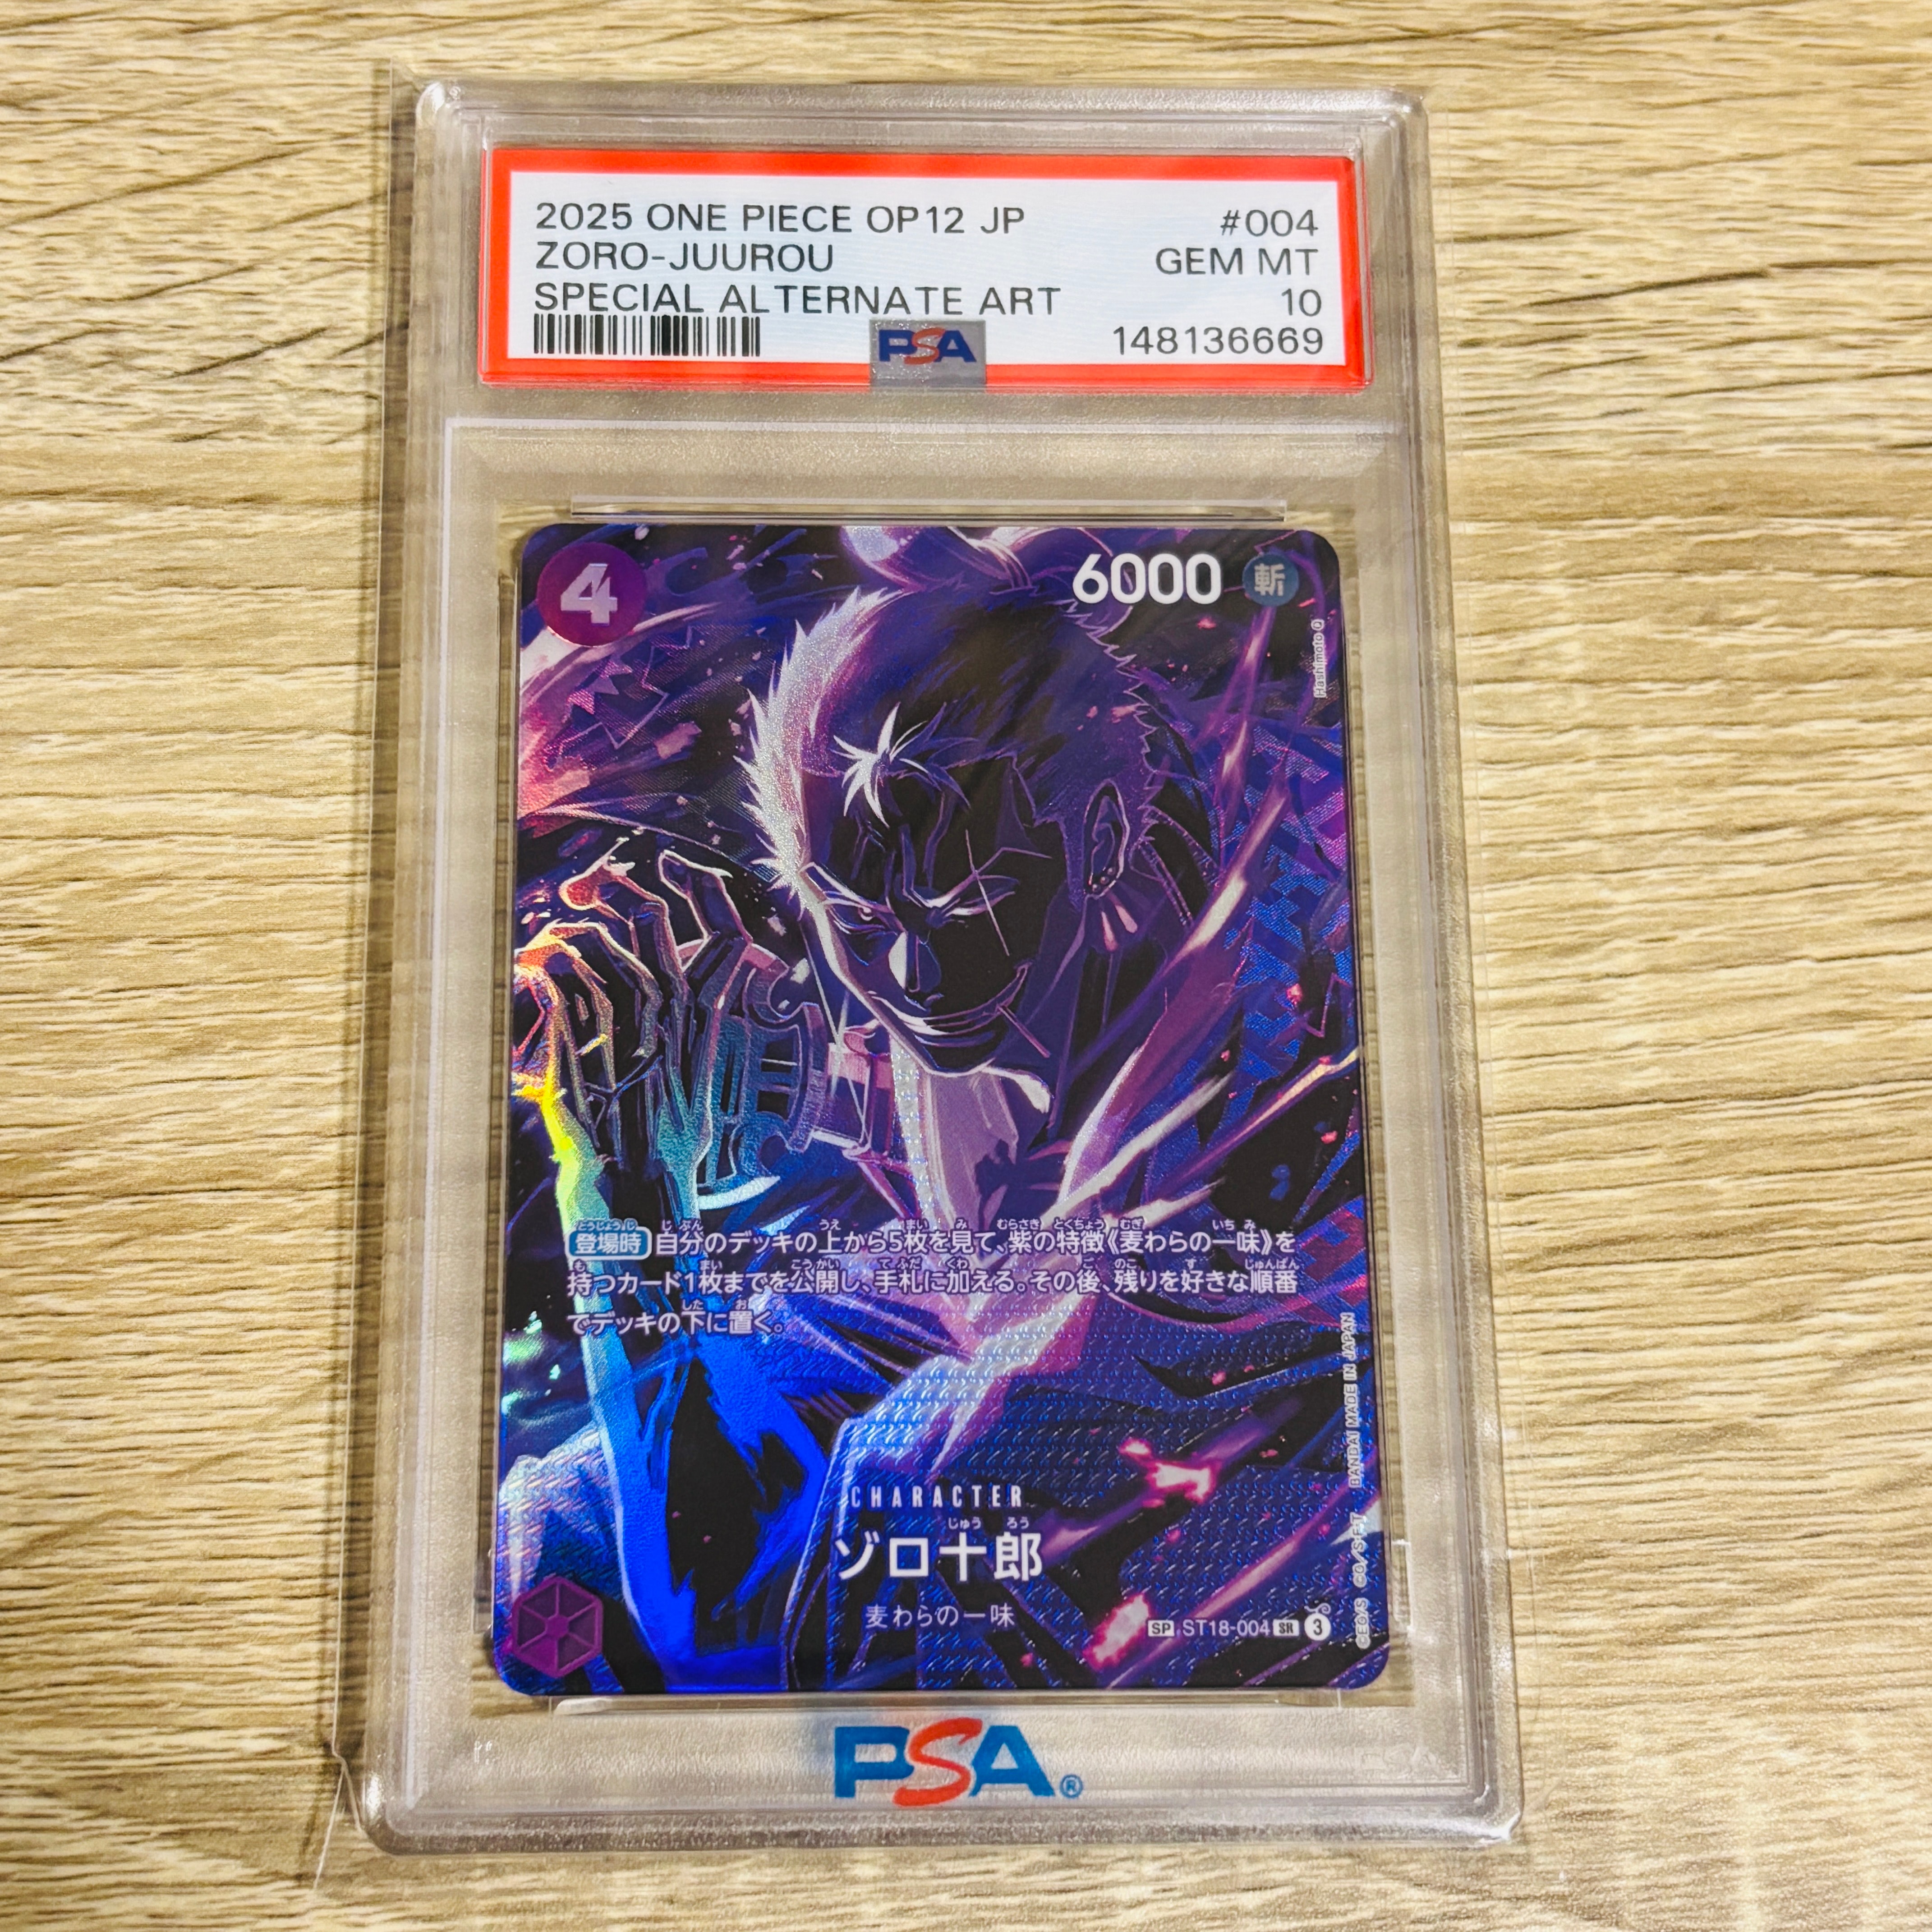 2025 ONE PIECE OP12 JP #004
ZORO-JUUROU GEM MT
SPECIAL ALTERNATE ART 10
148136669
PSA
4
6000 斬
Hashimoto Q
登場時 自分のデッキの上から5枚を見て、紫の特徴《麦わらの一味》を
持つカード1枚までを公開し、手札に加える。その後、残りを好きな順番
でデッキの下に置く。
CHARACTER
じゅう ろう
ゾロ十郎
麦わらの一味
SP ST18-004 SR 3
BANDAI MADE IN JAPAN
PSA®